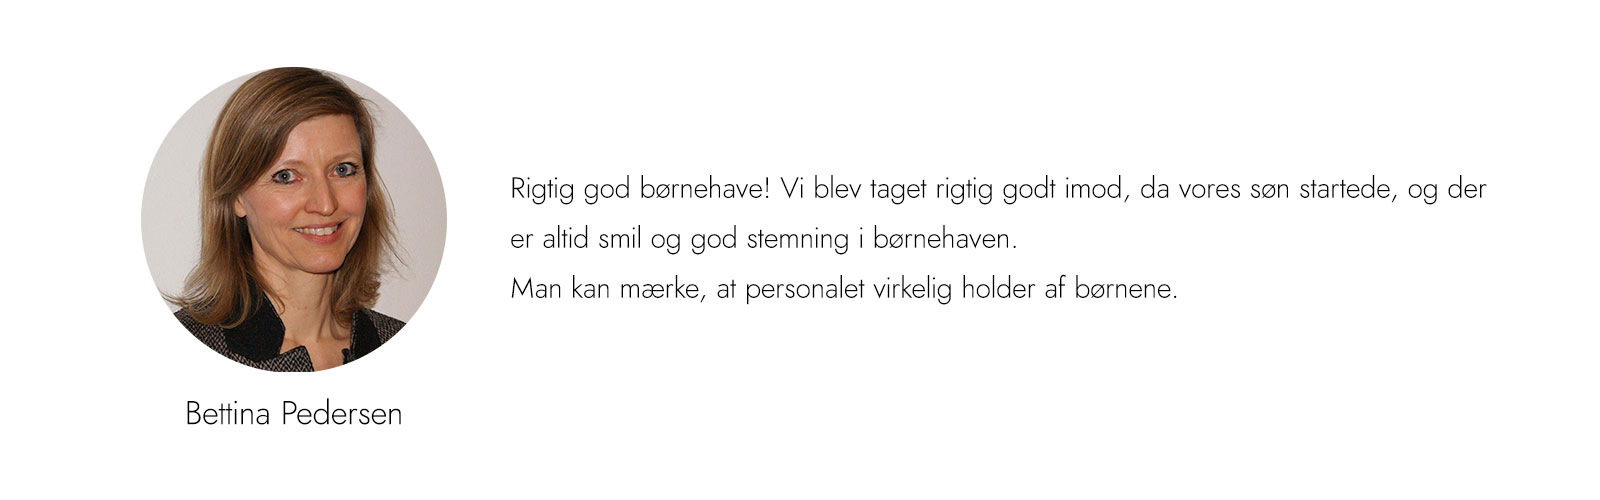 Rigtig god børnehave! Vi blev taget rigtig godt imod, da vores søn startede, og der
er altid smil og god stemning i børnehaven.
Man kan mærke, at personalet virkelig holder af børnene.
Bettina Pedersen